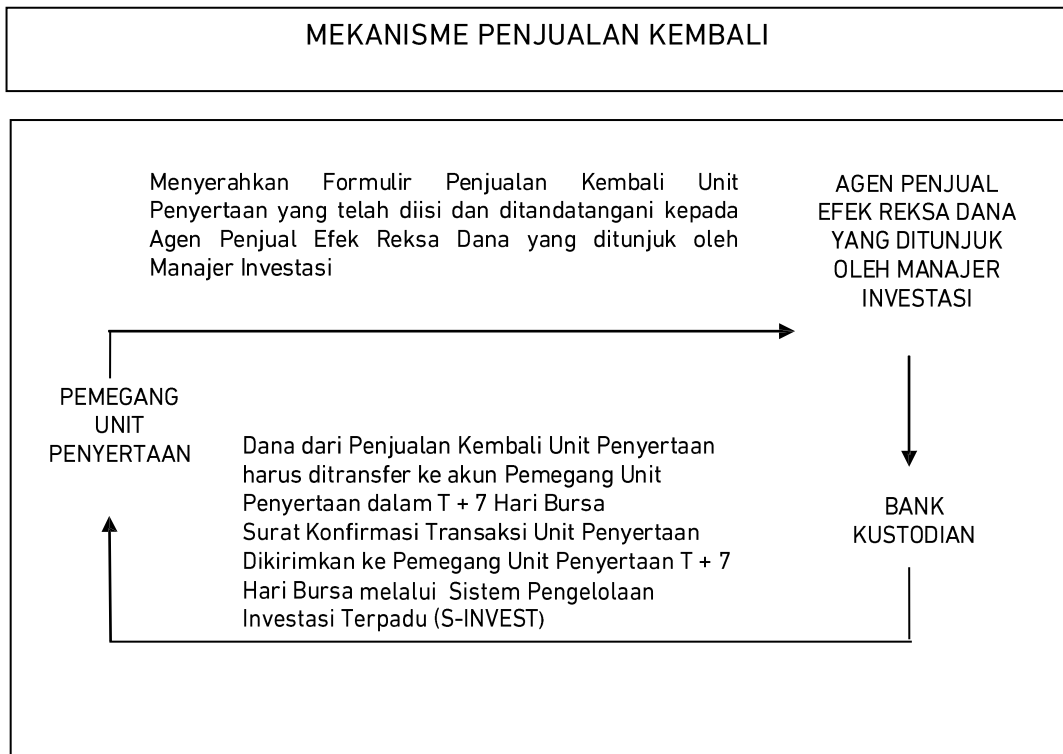 MEKANISME PENJUALAN KEMBALI
Menyerahkan Formulir Penjualan Kembali Unit
Penyertaan yang telah diisi dan ditandatangani kepada
Agen Penjual Efek Reksa Dana yang ditunjuk oleh
Manajer Investasi
AGEN PENJUAL
EFEK REKSA DANA
YANG DITUNJUK
OLEH MANAJER
INVESTASI
PEMEGANG
UNIT
PENYERTAAN
Dana dari Penjualan Kembali Unit Penyertaan
harus ditransfer ke akun Pemegang Unit
Penyertaan dalam T + 7 Hari Bursa
Surat Konfirmasi Transaksi Unit Penyertaan
Dikirimkan ke Pemegang Unit Penyertaan T + 7
Hari Bursa melalui Sistem Pengelolaan
Investasi Terpadu (S-INVEST)
BANK
KUSTODIAN